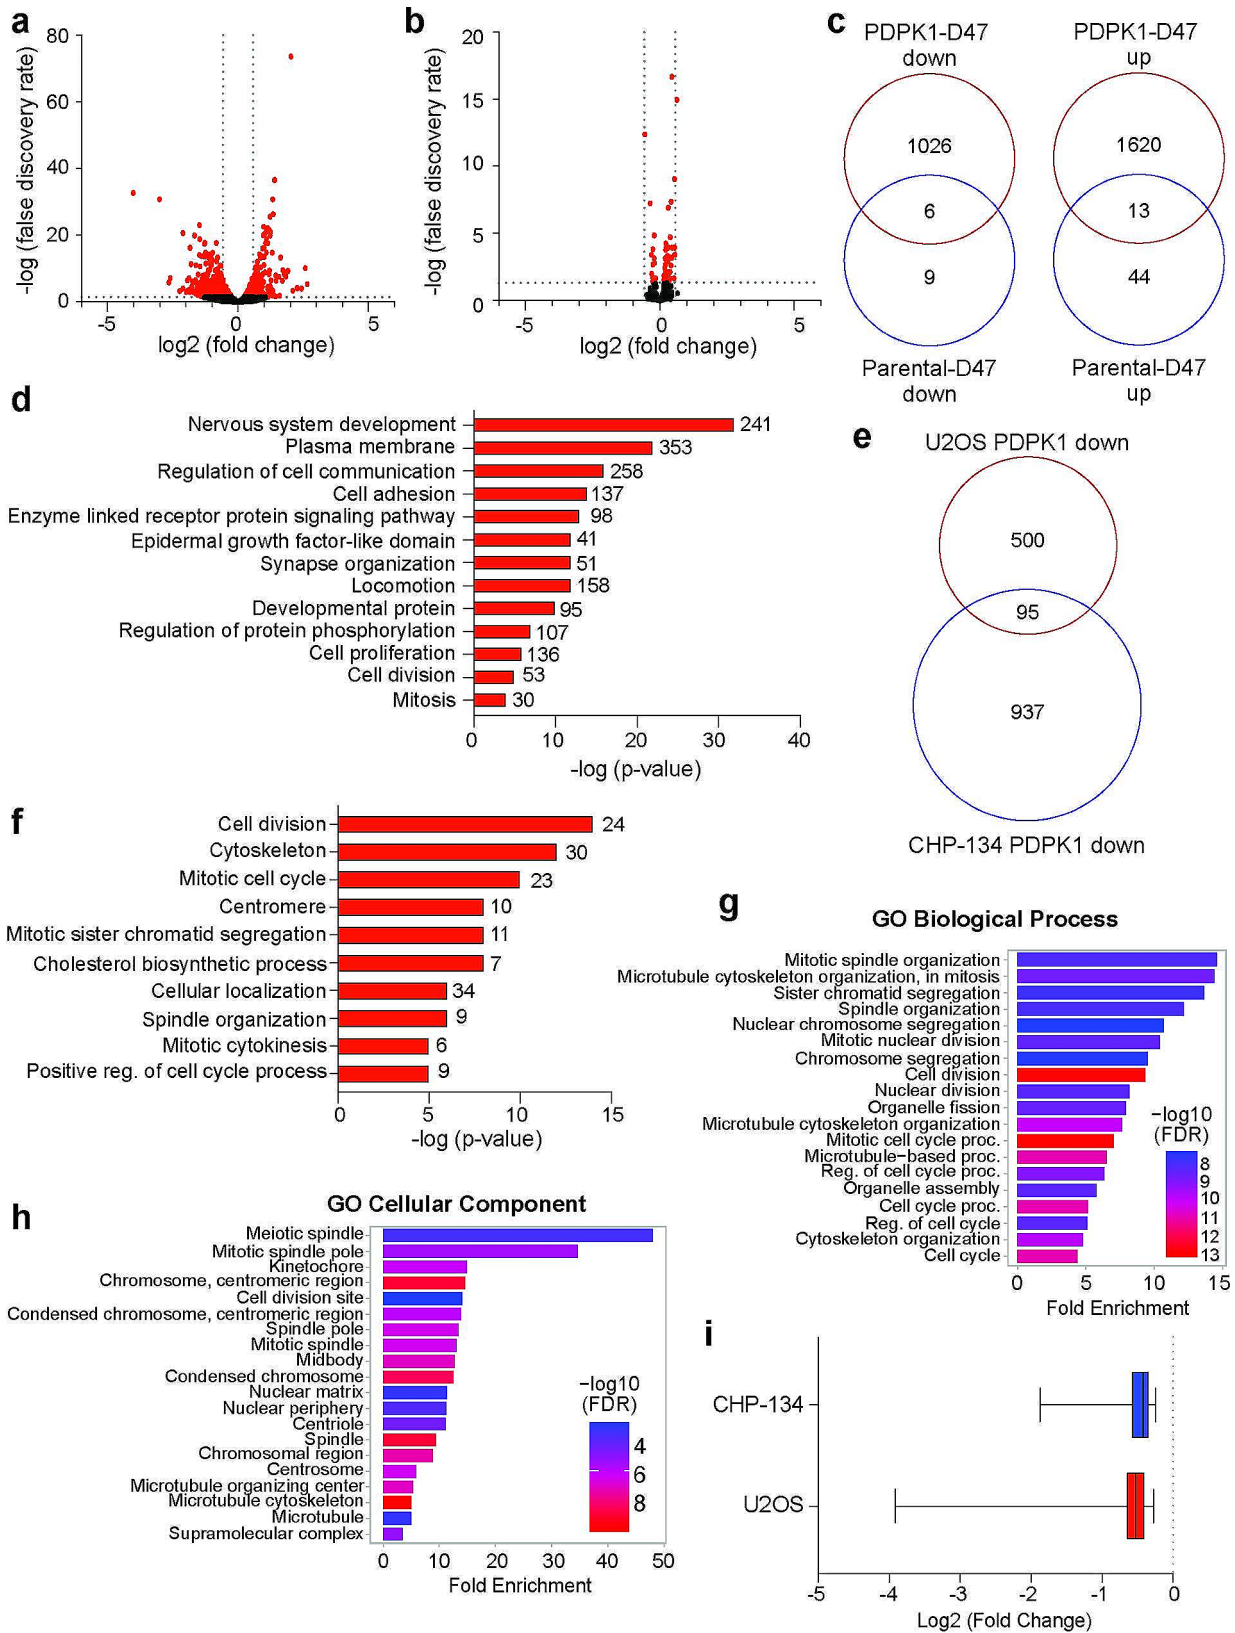 a
80
60
40
20
0
-log (false discovery rate)
-5
0
5
log2 (fold change)
b
20
15
10
5
0
-log (false discovery rate)
-5
0
5
log2 (fold change)
c
PDPK1-D47
down
1026
6
9
Parental-D47
down
PDPK1-D47
up
1620
13
44
Parental-D47
up
d
Nervous system development 241
Plasma membrane 353
Regulation of cell communication 258
Cell adhesion 137
Enzyme linked receptor protein signaling pathway 98
Epidermal growth factor-like domain 41
Synapse organization 51
Locomotion 158
Developmental protein 95
Regulation of protein phosphorylation 107
Cell proliferation 136
Cell division 53
Mitosis 30
0 10 20 30 40
-log (p-value)
e
U2OS PDPK1 down
500
95
937
CHP-134 PDPK1 down
f
Cell division 24
Cytoskeleton 30
Mitotic cell cycle 23
Centromere 10
Mitotic sister chromatid segregation 11
Cholesterol biosynthetic process 7
Cellular localization 34
Spindle organization 9
Mitotic cytokinesis 6
Positive reg. of cell cycle process 9
0 5 10 15
-log (p-value)
g
GO Biological Process
Mitotic spindle organization
Microtubule cytoskeleton organization, in mitosis
Sister chromatid segregation
Spindle organization
Nuclear chromosome segregation
Mitotic nuclear division
Chromosome segregation
Cell division
Nuclear division
Organelle fission
Microtubule cytoskeleton organization
Mitotic cell cycle proc.
Microtubule−based proc.
Reg. of cell cycle proc.
Organelle assembly
Cell cycle proc.
Reg. of cell cycle
Cytoskeleton organization
Cell cycle
−log10
(FDR)
8
9
10
11
12
13
0 5 10 15
Fold Enrichment
h
GO Cellular Component
Meiotic spindle
Mitotic spindle pole
Kinetochore
Chromosome, centromeric region
Cell division site
Condensed chromosome, centromeric region
Spindle pole
Mitotic spindle
Midbody
Condensed chromosome
Nuclear matrix
Nuclear periphery
Centriole
Spindle
Chromosomal region
Centrosome
Microtubule organizing center
Microtubule cytoskeleton
Microtubule
Supramolecular complex
−log10
(FDR)
4
6
8
0 10 20 30 40 50
Fold Enrichment
i
CHP-134
U2OS
-5 -4 -3 -2 -1 0
Log2 (Fold Change)